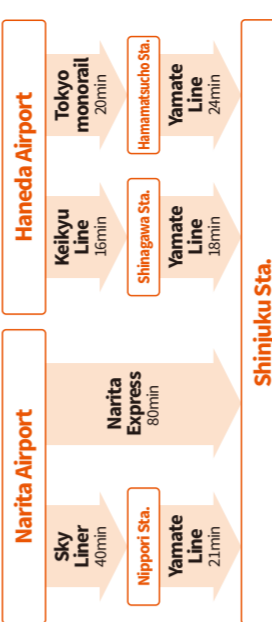 Narita Airport
Sky
Liner
40min
Nippori Sta.
Yamate
Line
21min
Narita
Express
80min
Haneda Airport
Keikyu
Line
16min
Shinagawa Sta.
Yamate
Line
18min
Tokyo
monorail
20min
Hamamatsucho Sta.
Yamate
Line
24min
Shinjuku Sta.